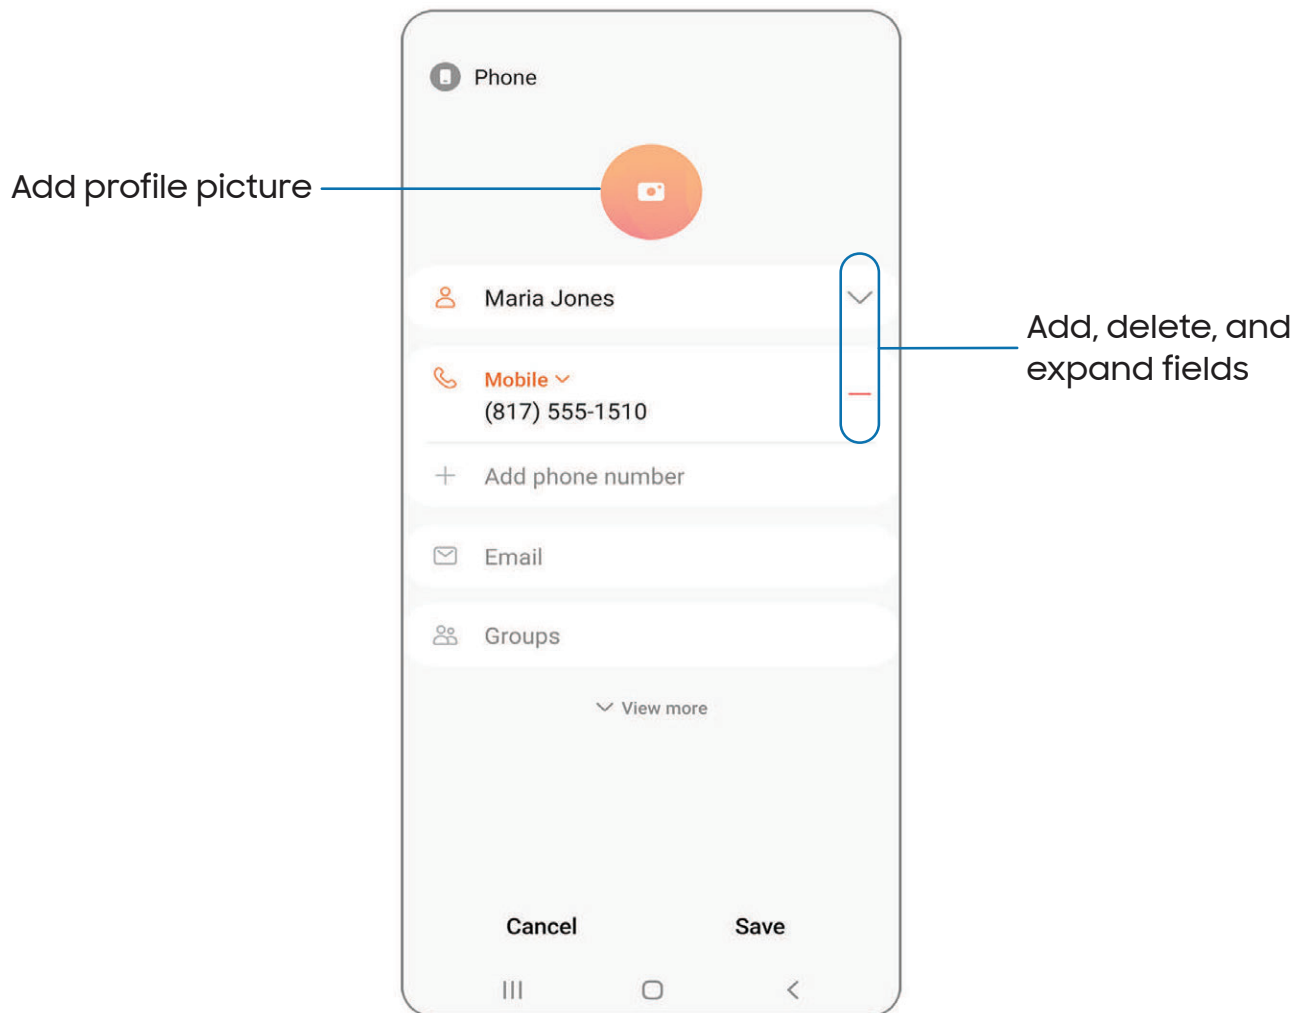 Phone
Add profile picture
Maria Jones
Add, delete, and
expand fields
Mobile
(817) 555-1510
Add phone number
Email
Groups
View more
Cancel
Save